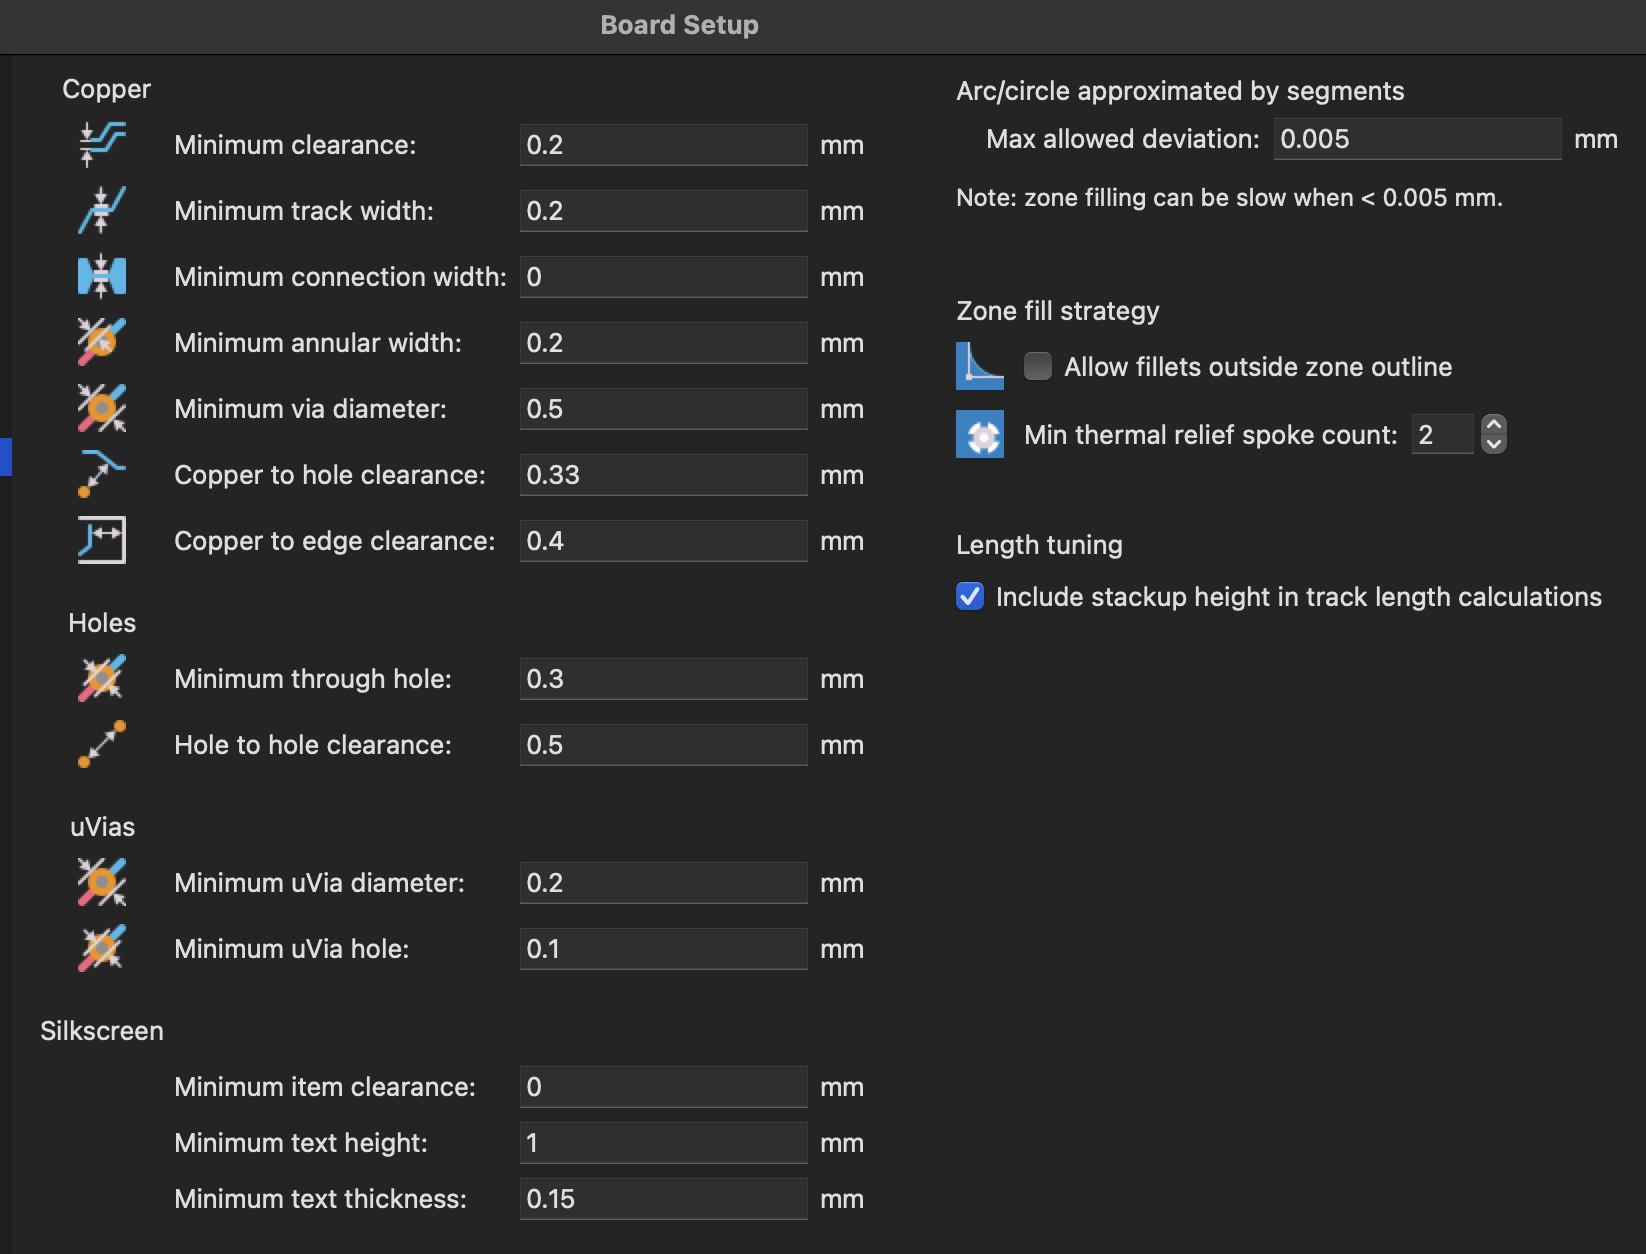 Board Setup
Copper
Minimum clearance: 0.2 mm
Minimum track width: 0.2 mm
Minimum connection width: 0 mm
Minimum annular width: 0.2 mm
Minimum via diameter: 0.5 mm
Copper to hole clearance: 0.33 mm
Copper to edge clearance: 0.4 mm
Holes
Minimum through hole: 0.3 mm
Hole to hole clearance: 0.5 mm
uVias
Minimum uVia diameter: 0.2 mm
Minimum uVia hole: 0.1 mm
Silkscreen
Minimum item clearance: 0 mm
Minimum text height: 1 mm
Minimum text thickness: 0.15 mm
Arc/circle approximated by segments
Max allowed deviation: 0.005 mm
Note: zone filling can be slow when < 0.005 mm.
Zone fill strategy
Allow fillets outside zone outline
Min thermal relief spoke count: 2
Length tuning
Include stackup height in track length calculations